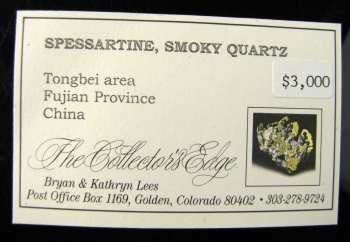 SPESSARTINE, SMOKY QUARTZ
$3,000
Tongbei area
Fujian Province
China
The Collector's Edge
Bryan & Kathryn Lees
Post Office Box 1169, Golden, Colorado 80402 • 303-278-9724